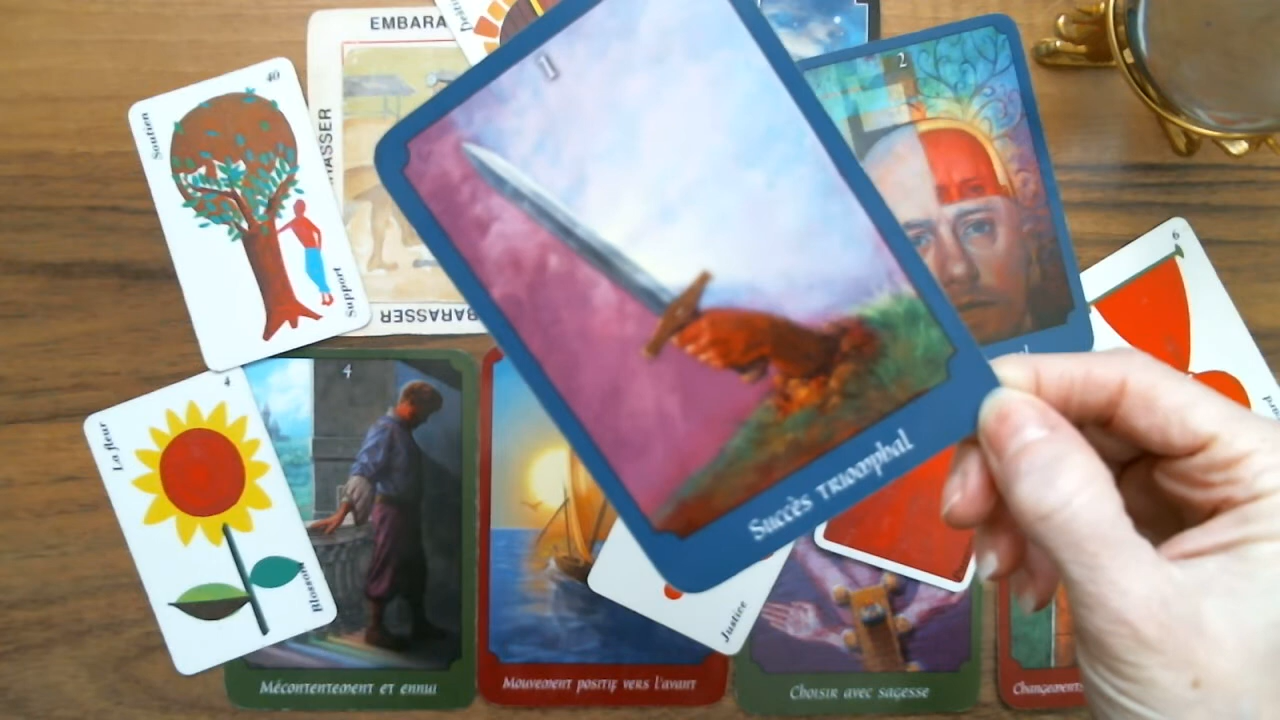 EMBARA
ASSER
BARASSER
40
Soutien
Support
1
Succès triomphal
2
6
4
La fleur
Blossom
4
Mécontentement et ennui
Mouvement positif vers l'avant
Justice
Choisir avec sagesse
Changements